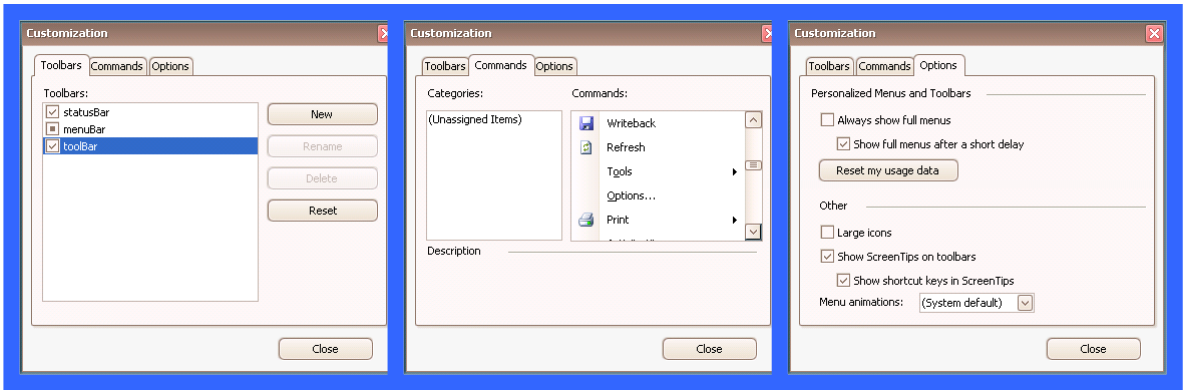 Customization
Toolbars Commands Options
Toolbars:
statusBar
menuBar
toolBar
New
Rename
Delete
Reset
Close
Customization
Toolbars Commands Options
Categories:
(Unassigned Items)
Commands:
Writeback
Refresh
Tools
Options...
Print
Description
Close
Customization
Toolbars Commands Options
Personalized Menus and Toolbars
Always show full menus
Show full menus after a short delay
Reset my usage data
Other
Large icons
Show ScreenTips on toolbars
Show shortcut keys in ScreenTips
Menu animations: (System default)
Close